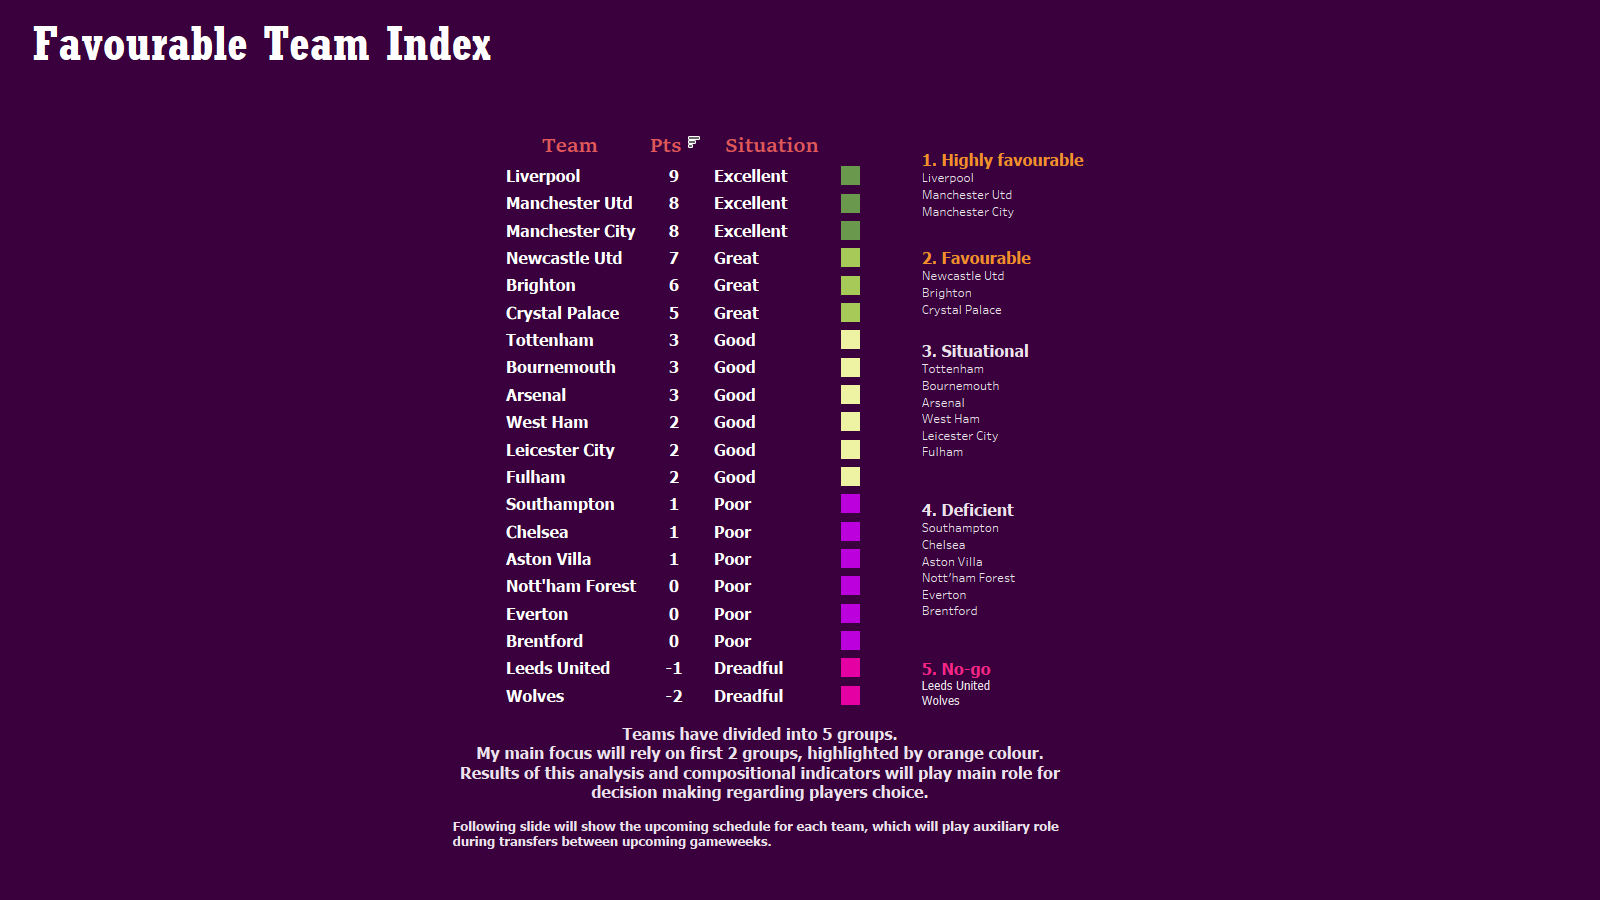 Favourable Team Index
Team Pts Situation
Liverpool 9 Excellent
Manchester Utd 8 Excellent
Manchester City 8 Excellent
Newcastle Utd 7 Great
Brighton 6 Great
Crystal Palace 5 Great
Tottenham 3 Good
Bournemouth 3 Good
Arsenal 3 Good
West Ham 2 Good
Leicester City 2 Good
Fulham 2 Good
Southampton 1 Poor
Chelsea 1 Poor
Aston Villa 1 Poor
Nott'ham Forest 0 Poor
Everton 0 Poor
Brentford 0 Poor
Leeds United -1 Dreadful
Wolves -2 Dreadful
1. Highly favourable
Liverpool
Manchester Utd
Manchester City
2. Favourable
Newcastle Utd
Brighton
Crystal Palace
3. Situational
Tottenham
Bournemouth
Arsenal
West Ham
Leicester City
Fulham
4. Deficient
Southampton
Chelsea
Aston Villa
Nott’ham Forest
Everton
Brentford
5. No-go
Leeds United
Wolves
Teams have divided into 5 groups.
My main focus will rely on first 2 groups, highlighted by orange colour.
Results of this analysis and compositional indicators will play main role for
decision making regarding players choice.
Following slide will show the upcoming schedule for each team, which will play auxiliary role
during transfers between upcoming gameweeks.